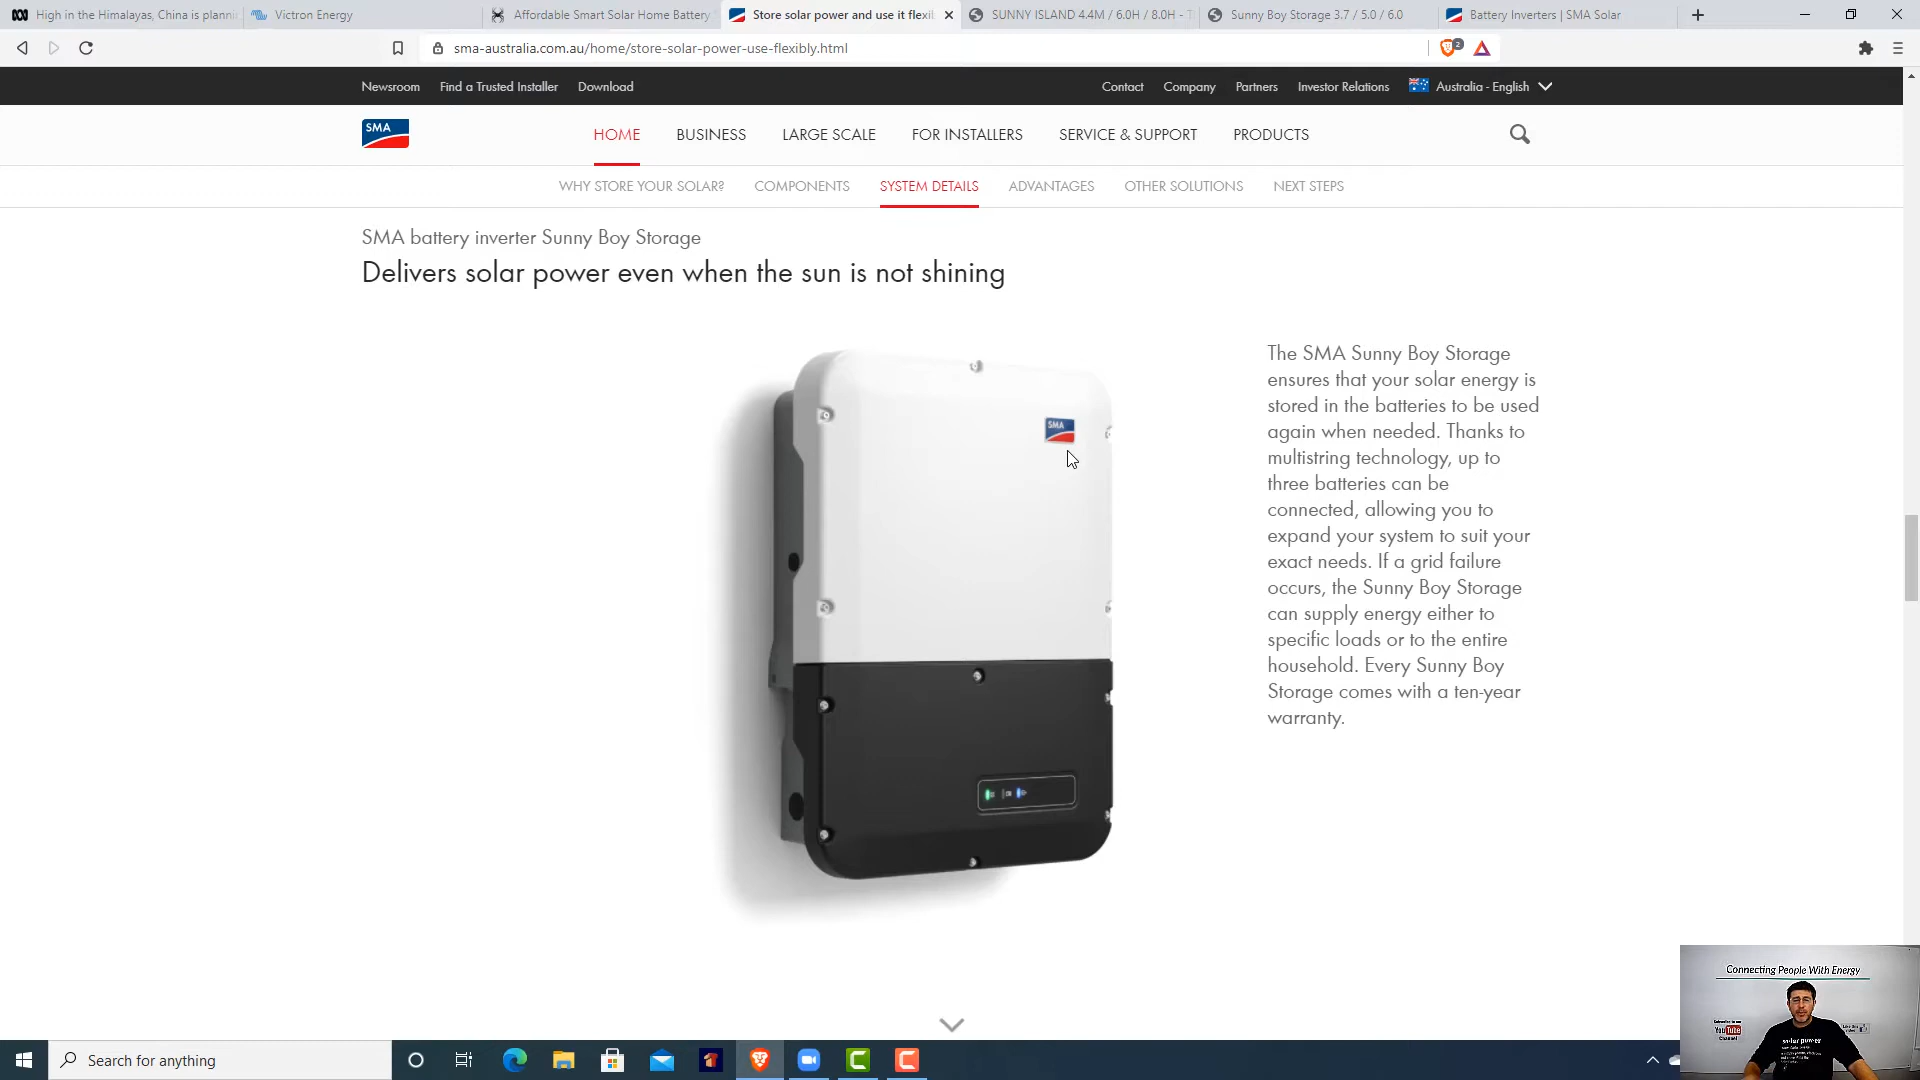 High in the Himalayas, China is planni
Victron Energy
Affordable Smart Solar Home Battery
Store solar power and use it flexi
SUNNY ISLAND 4.4M / 6.0H / 8.0H - T
Sunny Boy Storage 3.7 / 5.0 / 6.0
Battery Inverters | SMA Solar
sma-australia.com.au/home/store-solar-power-use-flexibly.html
2
Newsroom Find a Trusted Installer Download
Contact Company Partners Investor Relations Australia - English
SMA
HOME BUSINESS LARGE SCALE FOR INSTALLERS SERVICE & SUPPORT PRODUCTS
WHY STORE YOUR SOLAR? COMPONENTS SYSTEM DETAILS ADVANTAGES OTHER SOLUTIONS NEXT STEPS
SMA battery inverter Sunny Boy Storage
Delivers solar power even when the sun is not shining
SMA
The SMA Sunny Boy Storage
ensures that your solar energy is
stored in the batteries to be used
again when needed. Thanks to
multistring technology, up to
three batteries can be
connected, allowing you to
expand your system to suit your
exact needs. If a grid failure
occurs, the Sunny Boy Storage
can supply energy either to
specific loads or to the entire
household. Every Sunny Boy
Storage comes with a ten-year
warranty.
Connecting People With Energy
YouTube
Channel
solar power
Search for anything